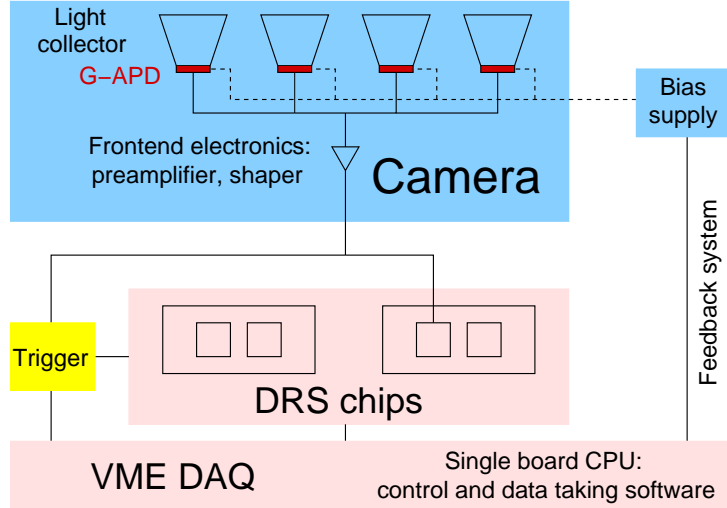 Light
collector
G−APD
Bias
supply
Frontend electronics:
preamplifier, shaper
Camera
Feedback system
Trigger
DRS chips
VME DAQ
Single board CPU:
control and data taking software